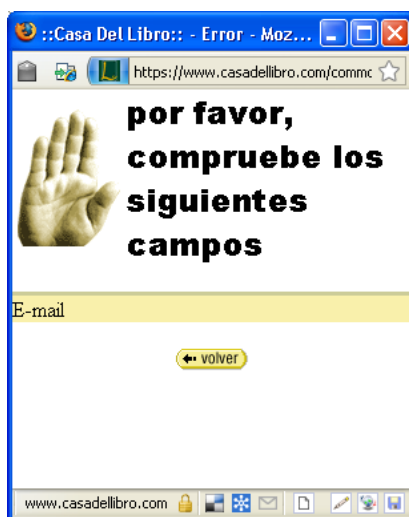 ::Casa Del Libro:: - Error - Moz...
https://www.casadellibro.com/commo
por favor,
compruebe los
siguientes
campos
E-mail
volver
www.casadellibro.com